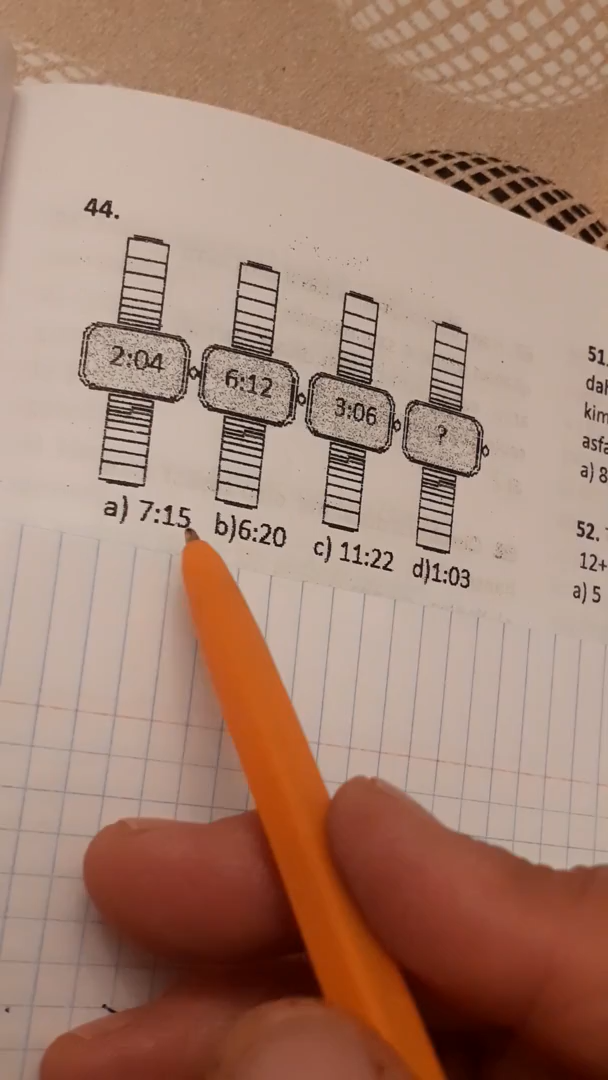 44.
2:04 6:12 3:06 ?
a) 7:15 b)6:20 c) 11:22 d)1:03
51.
dah
kim
asfa
a) 8
52.
12+
a) 5